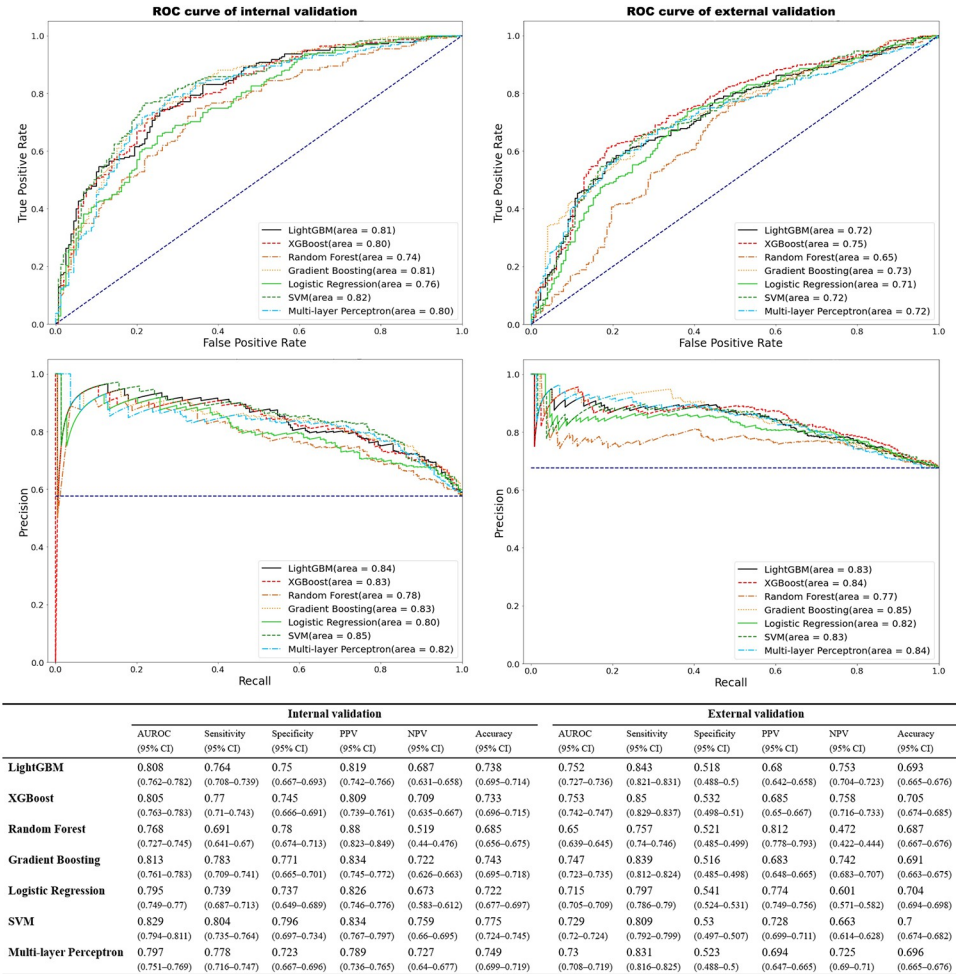 ROC curve of internal validation
1.0
0.8
0.6
0.4
0.2
0.0
True Positive Rate
LightGBM(area = 0.81)
XGBoost(area = 0.80)
Random Forest(area = 0.74)
Gradient Boosting(area = 0.81)
Logistic Regression(area = 0.76)
SVM(area = 0.82)
Multi-layer Perceptron(area = 0.80)
0.0 0.2 0.4 0.6 0.8 1.0
False Positive Rate
ROC curve of external validation
1.0
0.8
0.6
0.4
0.2
0.0
True Positive Rate
LightGBM(area = 0.72)
XGBoost(area = 0.75)
Random Forest(area = 0.65)
Gradient Boosting(area = 0.73)
Logistic Regression(area = 0.71)
SVM(area = 0.72)
Multi-layer Perceptron(area = 0.72)
0.0 0.2 0.4 0.6 0.8 1.0
False Positive Rate
1.0
0.8
0.6
0.4
0.2
0.0
Precision
LightGBM(area = 0.84)
XGBoost(area = 0.83)
Random Forest(area = 0.78)
Gradient Boosting(area = 0.83)
Logistic Regression(area = 0.80)
SVM(area = 0.85)
Multi-layer Perceptron(area = 0.82)
0.0 0.2 0.4 0.6 0.8 1.0
Recall
1.0
0.8
0.6
0.4
0.2
0.0
Precision
LightGBM(area = 0.83)
XGBoost(area = 0.84)
Random Forest(area = 0.77)
Gradient Boosting(area = 0.85)
Logistic Regression(area = 0.82)
SVM(area = 0.83)
Multi-layer Perceptron(area = 0.84)
0.0 0.2 0.4 0.6 0.8 1.0
Recall
Internal validation External validation
AUROC Sensitivity Specificity PPV NPV Accuracy AUROC Sensitivity Specificity PPV NPV Accuracy
(95% CI) (95% CI) (95% CI) (95% CI) (95% CI) (95% CI) (95% CI) (95% CI) (95% CI) (95% CI) (95% CI) (95% CI)
LightGBM 0.808 0.764 0.75 0.819 0.687 0.738 0.752 0.843 0.518 0.68 0.753 0.693
(0.762–0.782) (0.708–0.739) (0.667–0.693) (0.742–0.766) (0.631–0.658) (0.695–0.714) (0.727–0.736) (0.821–0.831) (0.488–0.5) (0.642–0.658) (0.704–0.723) (0.665–0.676)
XGBoost 0.805 0.77 0.745 0.809 0.709 0.733 0.753 0.85 0.532 0.685 0.758 0.705
(0.763–0.783) (0.71–0.743) (0.666–0.691) (0.739–0.761) (0.635–0.667) (0.696–0.715) (0.742–0.747) (0.829–0.837) (0.498–0.51) (0.65–0.667) (0.716–0.733) (0.674–0.685)
Random Forest 0.768 0.691 0.78 0.88 0.519 0.685 0.65 0.757 0.521 0.812 0.472 0.687
(0.727–0.745) (0.641–0.67) (0.674–0.713) (0.823–0.849) (0.44–0.476) (0.656–0.675) (0.639–0.645) (0.74–0.746) (0.485–0.499) (0.778–0.793) (0.422–0.444) (0.667–0.676)
Gradient Boosting 0.813 0.783 0.771 0.834 0.722 0.743 0.747 0.839 0.516 0.683 0.742 0.691
(0.761–0.783) (0.709–0.741) (0.665–0.701) (0.745–0.772) (0.626–0.663) (0.695–0.718) (0.723–0.735) (0.812–0.824) (0.485–0.498) (0.648–0.665) (0.683–0.707) (0.663–0.675)
Logistic Regression 0.795 0.739 0.737 0.826 0.673 0.722 0.715 0.797 0.541 0.774 0.601 0.704
(0.749–0.77) (0.687–0.713) (0.649–0.689) (0.746–0.776) (0.583–0.612) (0.677–0.697) (0.705–0.709) (0.786–0.79) (0.524–0.531) (0.749–0.756) (0.571–0.582) (0.694–0.698)
SVM 0.829 0.804 0.796 0.834 0.759 0.775 0.729 0.809 0.53 0.728 0.663 0.7
(0.794–0.811) (0.735–0.764) (0.697–0.734) (0.767–0.797) (0.66–0.695) (0.724–0.745) (0.72–0.724) (0.792–0.799) (0.497–0.507) (0.699–0.711) (0.614–0.628) (0.674–0.682)
Multi-layer Perceptron 0.797 0.778 0.723 0.789 0.727 0.749 0.73 0.831 0.523 0.694 0.725 0.696
(0.751–0.769) (0.716–0.747) (0.667–0.696) (0.736–0.765) (0.64–0.677) (0.699–0.719) (0.708–0.719) (0.816–0.825) (0.488–0.5) (0.647–0.665) (0.69–0.71) (0.665–0.676)